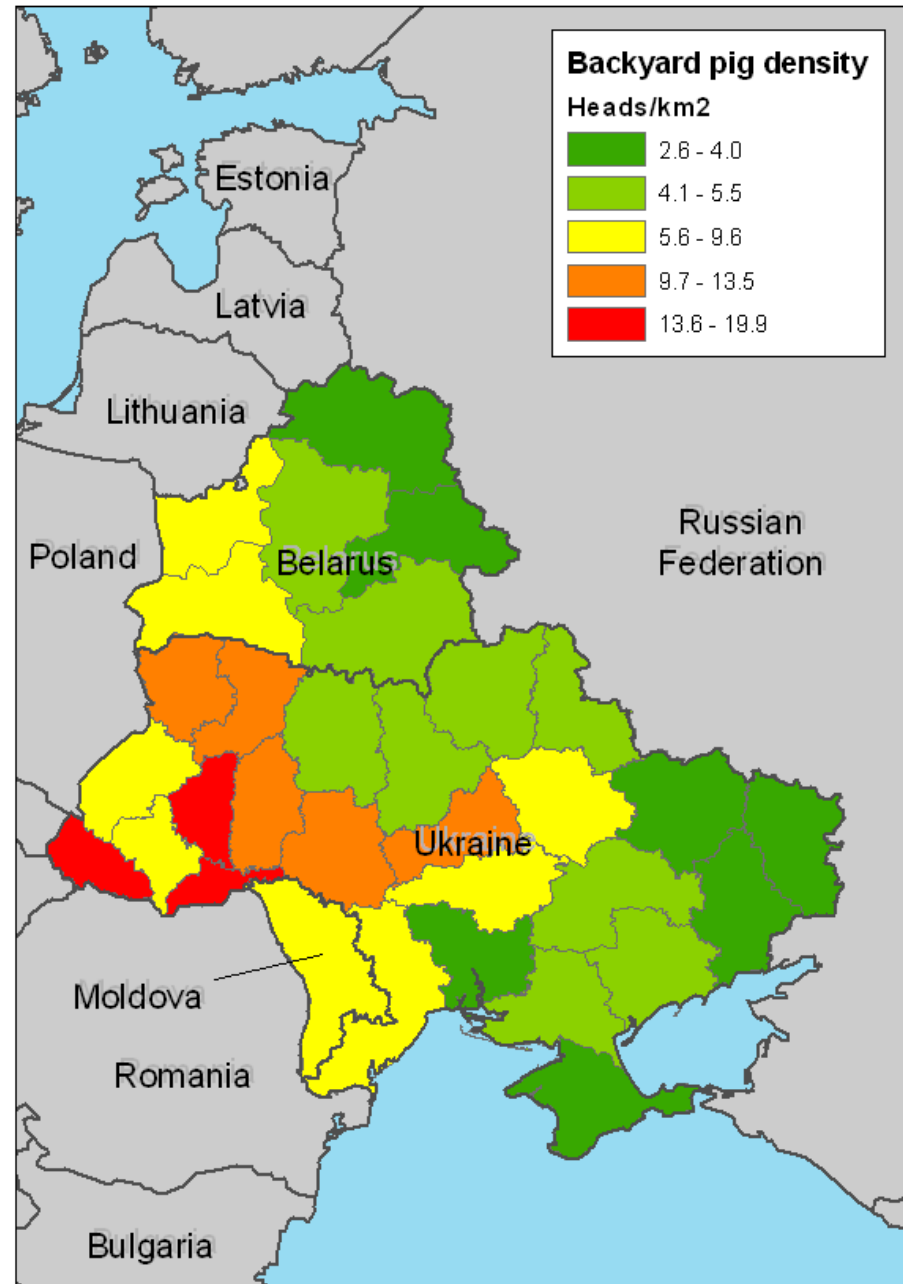 Backyard pig density
Heads/km2
2.6 - 4.0
4.1 - 5.5
5.6 - 9.6
9.7 - 13.5
13.6 - 19.9
Estonia
Latvia
Lithuania
Russian
Federation
Poland
Belarus
Ukraine
Moldova
Romania
Bulgaria